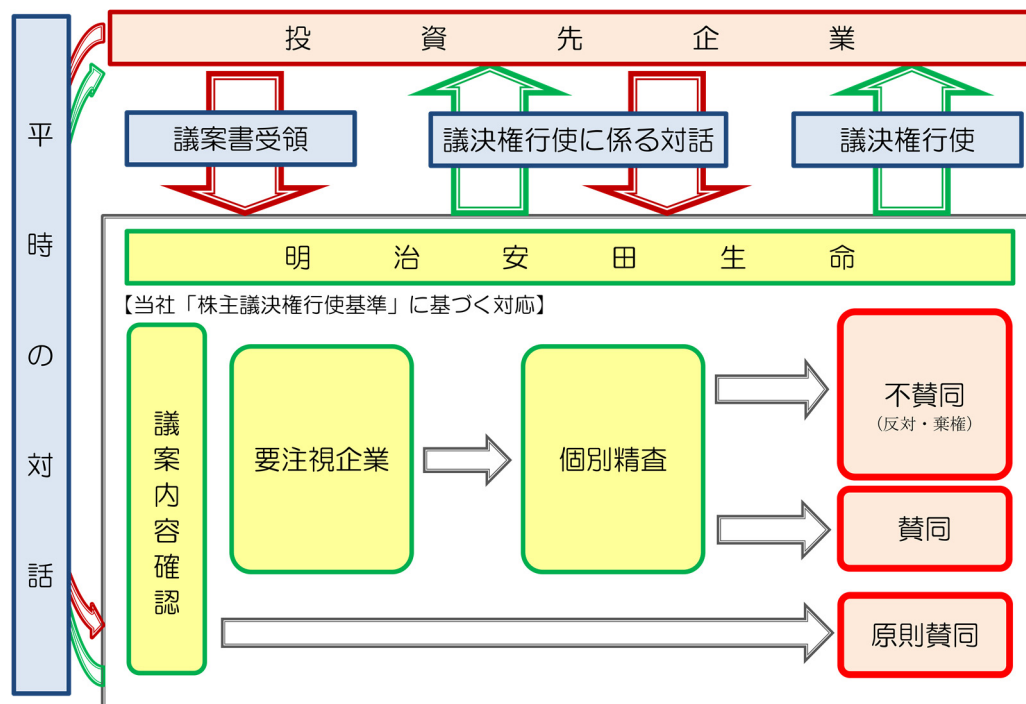 平時の対話
投資先企業
議案書受領
議決権行使に係る対話
議決権行使
明治安田生命
【当社「株主議決権行使基準」に基づく対応】
議案内容確認
要注視企業
個別精査
不賛同
(反対・棄権)
賛同
原則賛同